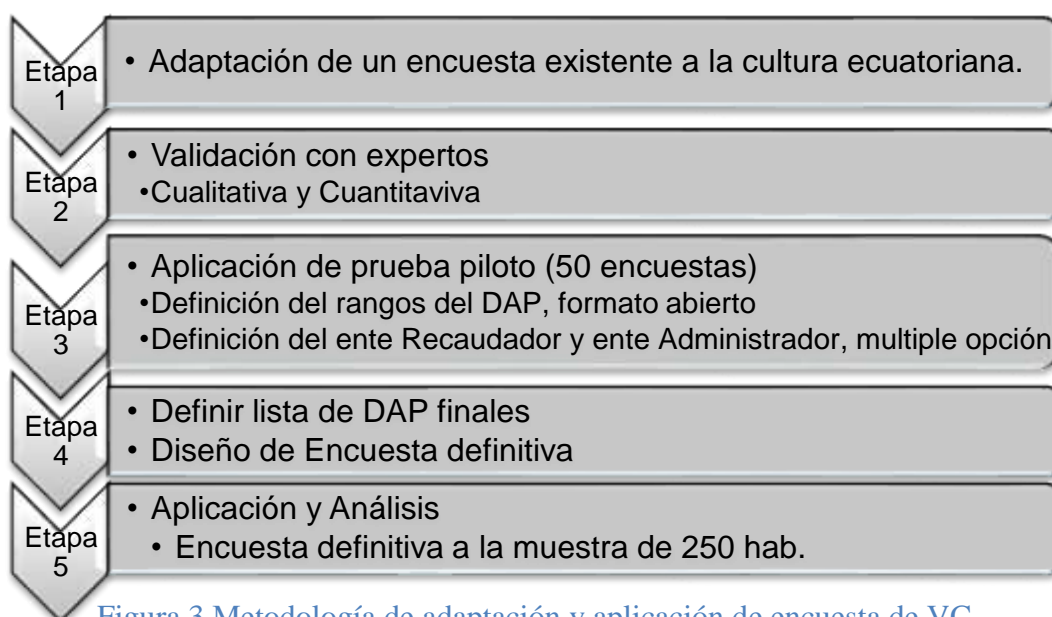 Etapa 1
• Adaptación de un encuesta existente a la cultura ecuatoriana.
Etapa 2
• Validación con expertos
•Cualitativa y Cuantitaviva
Etapa 3
• Aplicación de prueba piloto (50 encuestas)
•Definición del rangos del DAP, formato abierto
•Definición del ente Recaudador y ente Administrador, multiple opción
Etapa 4
• Definir lista de DAP finales
• Diseño de Encuesta definitiva
Etapa 5
• Aplicación y Análisis
• Encuesta definitiva a la muestra de 250 hab.
Figura 3 Metodología de adaptación y aplicación de encuesta de VC